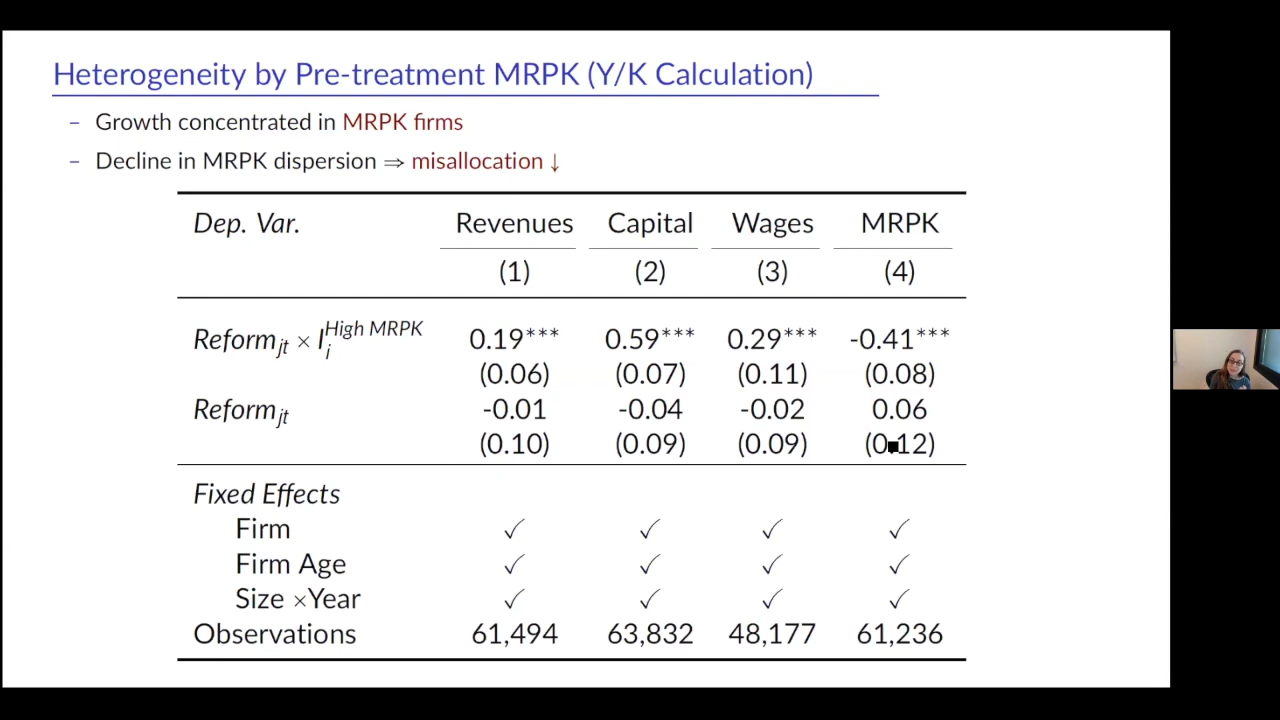 Heterogeneity by Pre-treatment MRPK (Y/K Calculation)
– Growth concentrated in MRPK firms
– Decline in MRPK dispersion ⇒ misallocation ↓
Dep. Var. Revenues Capital Wages MRPK
(1) (2) (3) (4)
Reform_jt × I_i^High MRPK 0.19*** 0.59*** 0.29*** -0.41***
(0.06) (0.07) (0.11) (0.08)
Reform_jt -0.01 -0.04 -0.02 0.06
(0.10) (0.09) (0.09) (0.12)
Fixed Effects
Firm ✓ ✓ ✓ ✓
Firm Age ✓ ✓ ✓ ✓
Size ×Year ✓ ✓ ✓ ✓
Observations 61,494 63,832 48,177 61,236